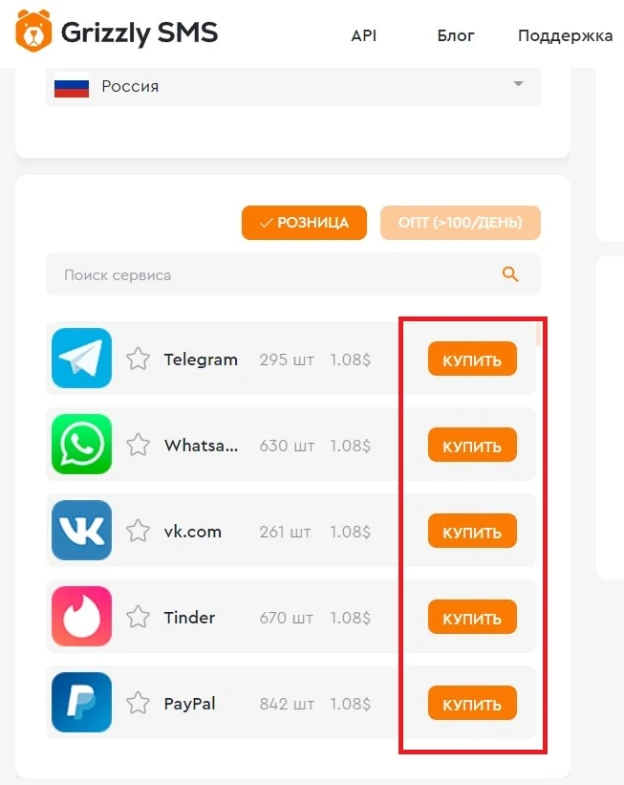 Grizzly SMS API Блог Поддержка
Россия
РОЗНИЦА ОПТ (>100/ДЕНЬ)
Поиск сервиса
Telegram 295 шт 1.08$ КУПИТЬ
Whatsa... 630 шт 1.08$ КУПИТЬ
vk.com 261 шт 1.08$ КУПИТЬ
Tinder 670 шт 1.08$ КУПИТЬ
PayPal 842 шт 1.08$ КУПИТЬ